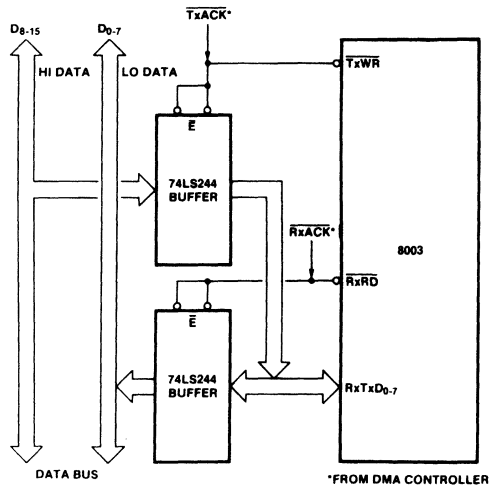 TxACK*
D8-15
D0-7
HI DATA
LO DATA
TxWR
E
74LS244
BUFFER
RxACK*
8003
RxRD
E
74LS244
BUFFER
RxTxD0-7
DATA BUS
*FROM DMA CONTROLLER